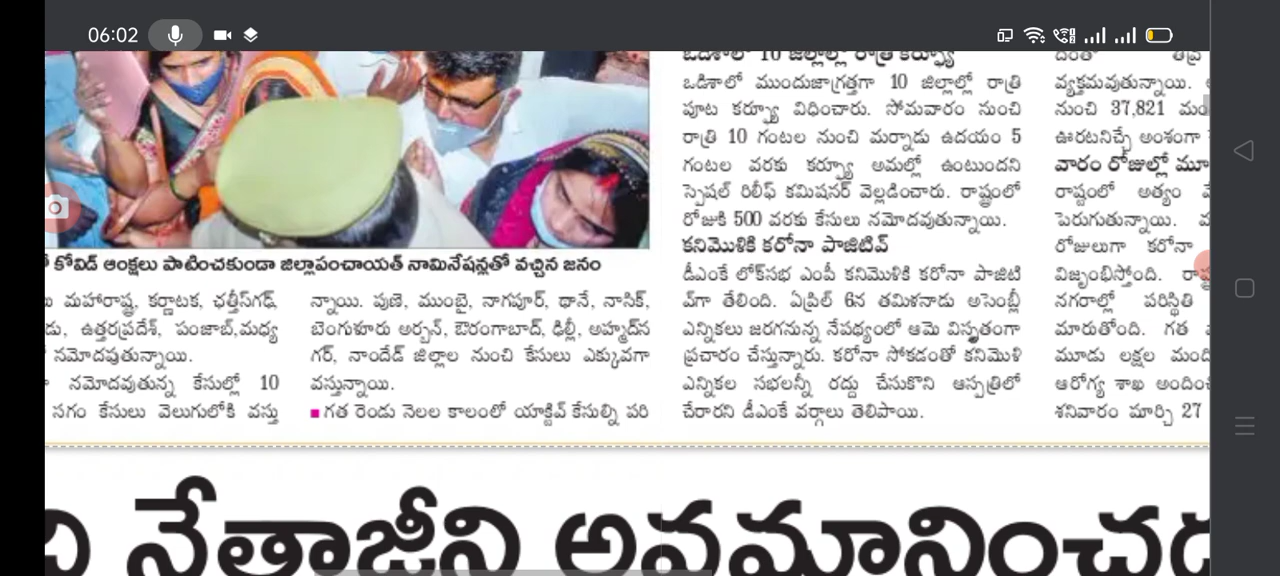 06:02
10 జిల్లాల్లో రాత్రి కర్ఫ్యూ
ఒడిశాలో ముందుజాగ్రత్తగా 10 జిల్లాల్లో రాత్రి
పూట కర్ఫ్యూ విధించారు. సోమవారం నుంచి
రాత్రి 10 గంటల నుంచి మర్నాడు ఉదయం 5
గంటల వరకు కర్ఫ్యూ అమల్లో ఉంటుందని
స్పెషల్ రిలీఫ్ కమిషనర్ వెల్లడించారు. రాష్ట్రంలో
రోజుకి 500 వరకు కేసులు నమోదవుతున్నాయి.
కనిమొళికి కరోనా పాజిటివ్
డీఎంకే లోక్‌సభ ఎంపీ కనిమొళికి కరోనా పాజిటి
వ్‌గా తేలింది. ఏప్రిల్ 6న తమిళనాడు అసెంబ్లీ
ఎన్నికలు జరగనున్న నేపథ్యంలో ఆమె విస్తృతంగా
ప్రచారం చేస్తున్నారు. కరోనా సోకడంతో కనిమొళి
ఎన్నికల సభలన్నీ రద్దు చేసుకొని ఆస్పత్రిలో
చేరారని డీఎంకే వర్గాలు తెలిపాయి.
వ్యక్తమవుతున్నాయి.
నుంచి 37,821
ఊరటనిచ్చే అంశంగా
వారం రోజుల్లో
రాష్ట్రంలో అత్యం
పెరుగుతున్నాయి.
రోజులుగా కరోనా
విజృంభిస్తోంది.
నగరాల్లో పరిస్థితి
మారుతోంది. గత
మూడు లక్షల మంది
ఆరోగ్య శాఖ
శనివారం మార్చి 27
కోవిడ్ ఆంక్షలు పాటించకుండా జిల్లాపంచాయత్ నామినేషన్లతో వచ్చిన జనం
మహారాష్ట్ర, కర్ణాటక, ఛత్తీస్‌గఢ్,
డు, ఉత్తరప్రదేశ్, పంజాబ్,మధ్య
నమోదవుతున్నాయి.
నమోదవుతున్న కేసుల్లో 10
సగం కేసులు వెలుగులోకి వస్తు
న్నాయి. పుణె, ముంబై, నాగపూర్, థానే, నాసిక్,
బెంగుళూరు అర్బన్, ఔరంగాబాద్, ఢిల్లీ, అహ్మద్‌న
గర్, నాందేడ్ జిల్లాల నుంచి కేసులు ఎక్కువగా
వస్తున్నాయి.
■ గత రెండు నెలల కాలంలో యాక్టివ్ కేసుల్ని పరి
నేతాజీని